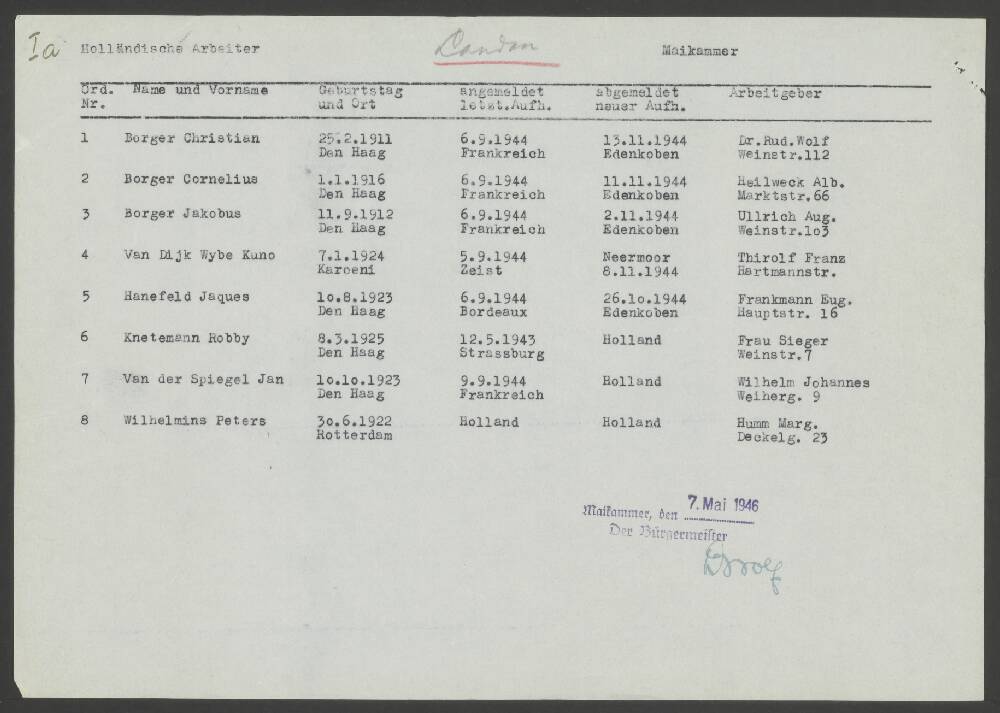 Ia Holländische Arbeiter Landau Maikammer
Ord. Name und Vorname Geburtstag angemeldet abgemeldet Arbeitgeber
Nr. und Ort letzt.Aufh. neuer Aufh.
1 Borger Christian 25.2.1911 6.9.1944 13.11.1944 Dr.Rud.Wolf
Den Haag Frankreich Edenkoben Weinstr.112
2 Borger Cornelius 1.1.1916 6.9.1944 11.11.1944 Heilweck Alb.
Den Haag Frankreich Edenkoben Marktstr.66
3 Borger Jakobus 11.9.1912 6.9.1944 2.11.1944 Ullrich Aug.
Den Haag Frankreich Edenkoben Weinstr.lo3
4 Van Dijk Wybe Kuno 7.1.1924 5.9.1944 Neermoor Thirolf Franz
Karoeni Zeist 8.11.1944 Hartmannstr.
5 Hanefeld Jaques lo.8.1923 6.9.1944 26.lo.1944 Frankmann Eug.
Den Haag Bordeaux Edenkoben Hauptstr. 16
6 Knetemann Robby 8.3.1925 12.5.1943 Holland Frau Sieger
Den Haag Strassburg Weinstr.7
7 Van der Spiegel Jan lo.lo.1923 9.9.1944 Holland Wilhelm Johannes
Den Haag Frankreich Weiherg. 9
8 Wilhelmins Peters 3o.6.1922 Holland Holland Humm Marg.
Rotterdam Deckelg. 23
Maikammer, den 7. Mai 1946
Der Bürgermeister